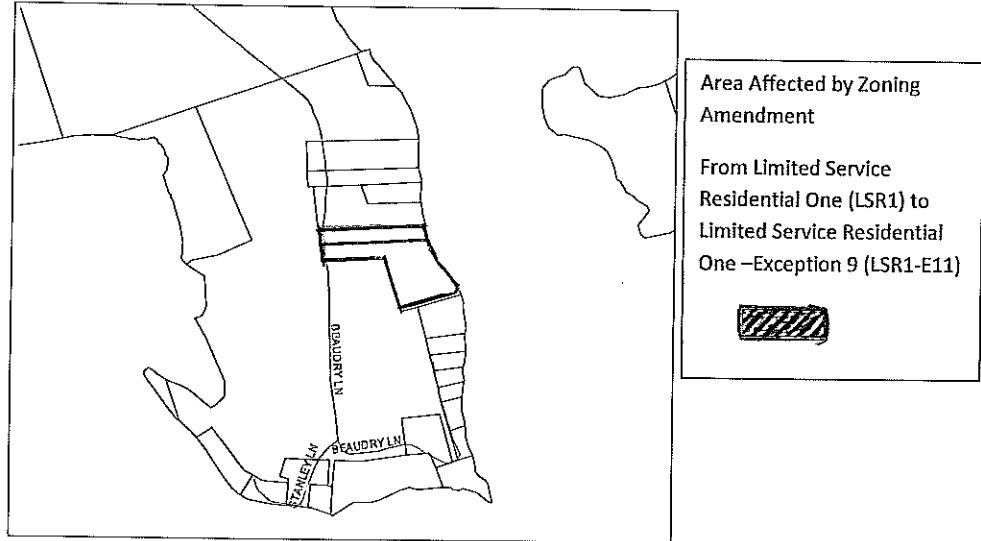 Area Affected by Zoning
Amendment
From Limited Service
Residential One (LSR1) to
Limited Service Residential
One –Exception 9 (LSR1-E11)
BEAUDRY LN
BEAUDRY LN
STANLEY LN